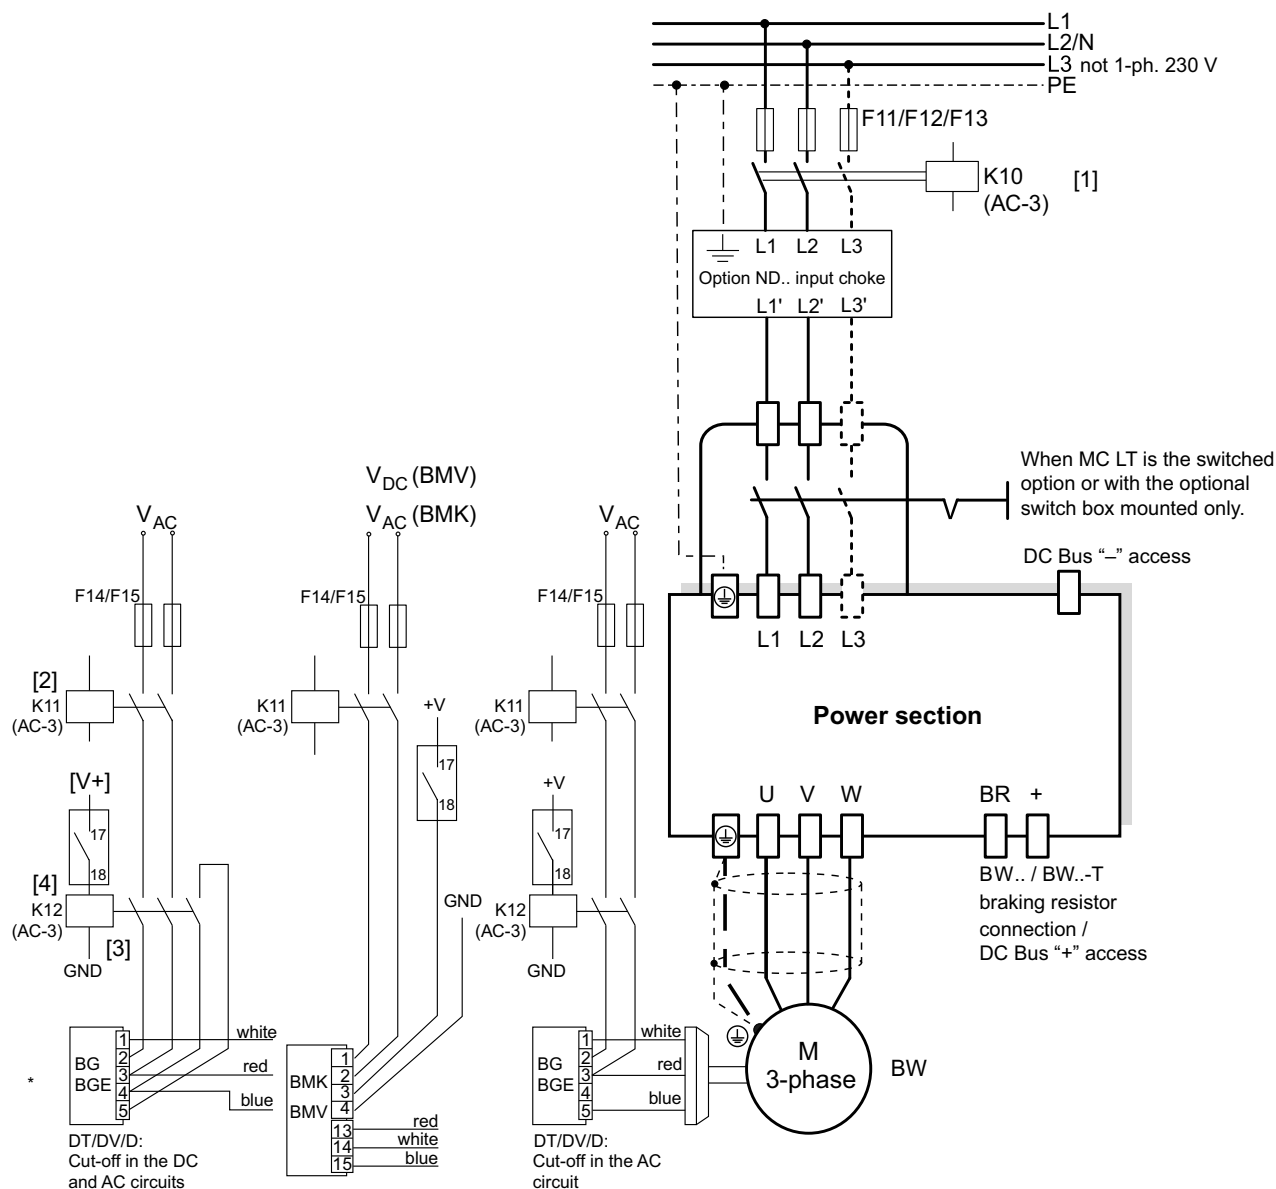 L1
L2/N
L3 not 1-ph. 230 V
PE
F11/F12/F13
K10
(AC-3)
[1]
L1 L2 L3
Option ND.. input choke
L1' L2' L3'
When MC LT is the switched
option or with the optional
switch box mounted only.
DC Bus “–” access
L1 L2 L3
Power section
U V W
BR +
BW.. / BW..-T
braking resistor
connection /
DC Bus “+” access
M
3-phase
BW
VAC
F14/F15
[2]
K11
(AC-3)
[V+]
17
18
[4]
K12
(AC-3)
[3]
GND
BG
BGE
1
2
3
4
5
white
red
blue
*
DT/DV/D:
Cut-off in the DC
and AC circuits
VDC (BMV)
VAC (BMK)
F14/F15
K11
(AC-3)
+V
17
18
GND
BMK
BMV
1
2
3
4
13
14
15
red
white
blue
VAC
F14/F15
K11
(AC-3)
+V
17
18
K12
(AC-3)
GND
BG
BGE
1
2
3
4
5
white
red
blue
DT/DV/D:
Cut-off in the AC
circuit